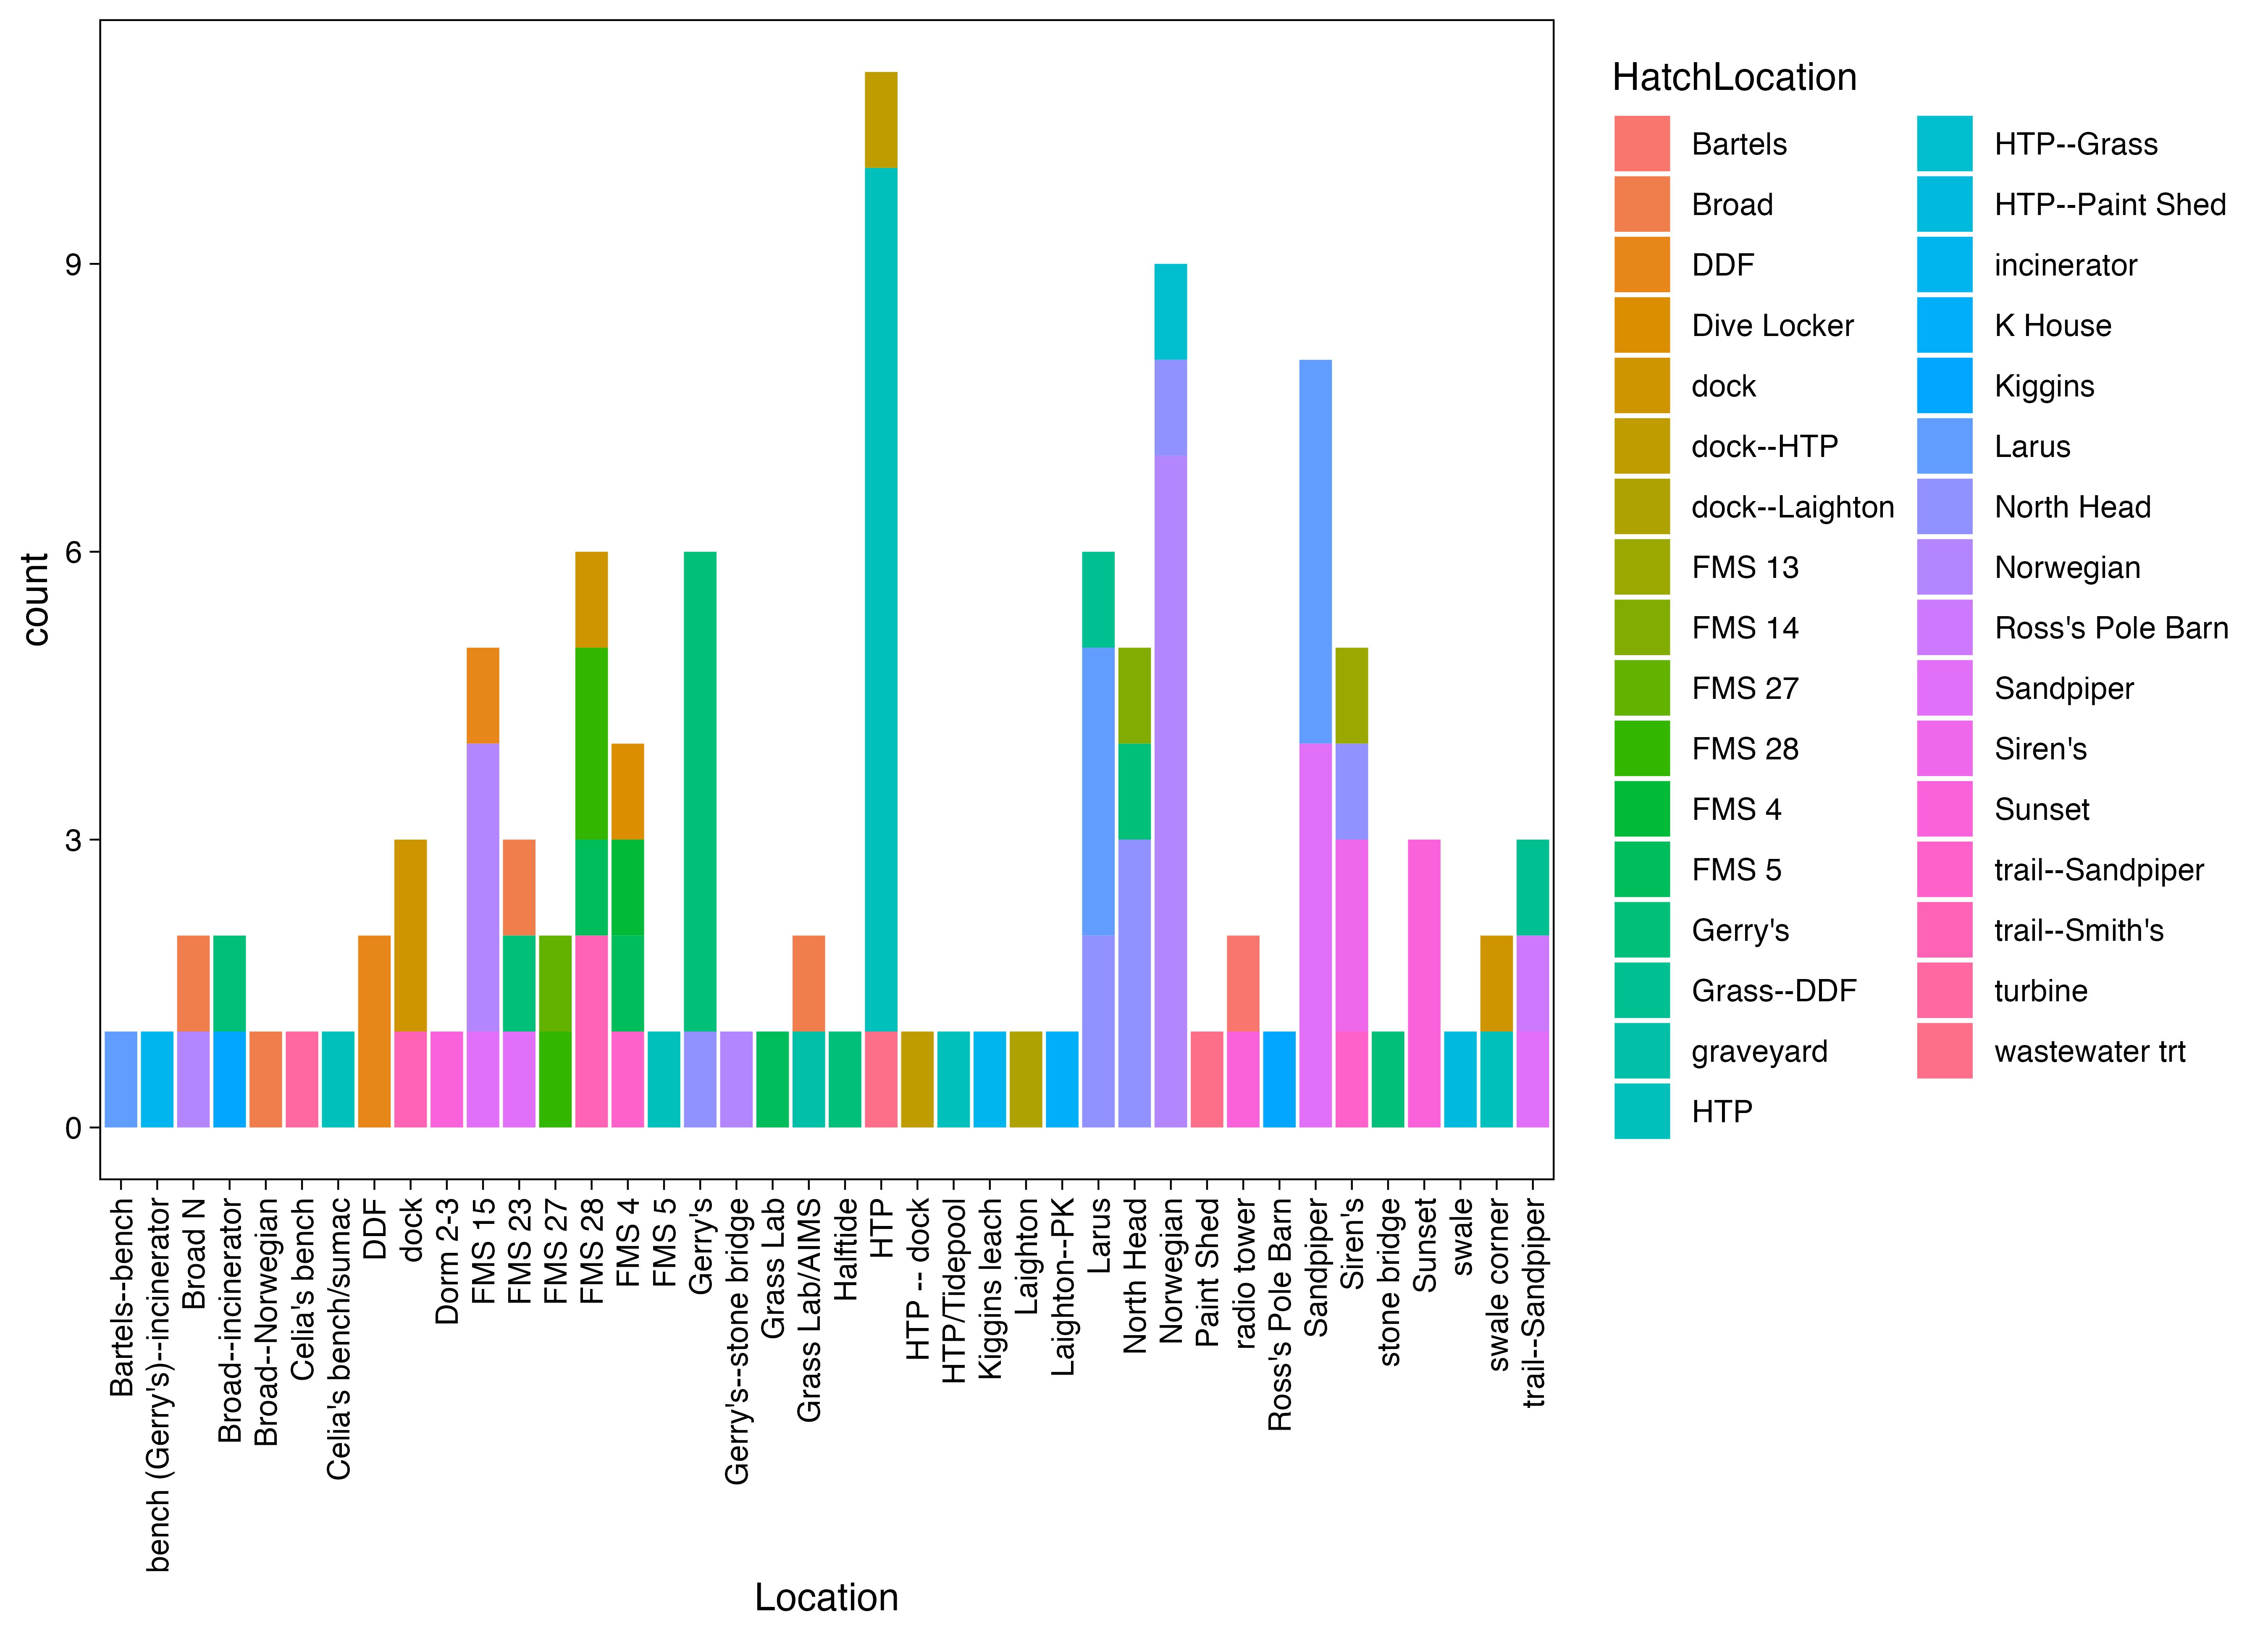 9
6
3
0
count
Bartels--bench
bench (Gerry's)--incinerator
Broad N
Broad--incinerator
Broad--Norwegian
Celia's bench
Celia's bench/sumac
DDF
dock
Dorm 2-3
FMS 15
FMS 23
FMS 27
FMS 28
FMS 4
FMS 5
Gerry's
Gerry's--stone bridge
Grass Lab
Grass Lab/AIMS
Halftide
HTP
HTP -- dock
HTP/Tidepool
Kiggins leach
Laighton
Laighton--PK
Larus
North Head
Norwegian
Paint Shed
radio tower
Ross's Pole Barn
Sandpiper
Siren's
stone bridge
Sunset
swale
swale corner
trail--Sandpiper
Location
HatchLocation
Bartels
Broad
DDF
Dive Locker
dock
dock--HTP
dock--Laighton
FMS 13
FMS 14
FMS 27
FMS 28
FMS 4
FMS 5
Gerry's
Grass--DDF
graveyard
HTP
HTP--Grass
HTP--Paint Shed
incinerator
K House
Kiggins
Larus
North Head
Norwegian
Ross's Pole Barn
Sandpiper
Siren's
Sunset
trail--Sandpiper
trail--Smith's
turbine
wastewater trt